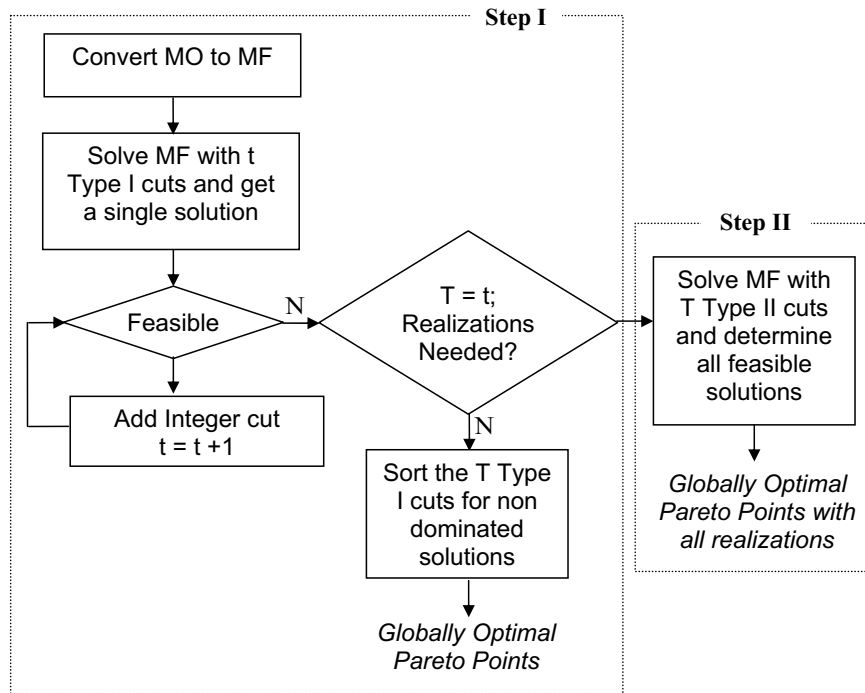 Step I
Convert MO to MF
Solve MF with t
Type I cuts and get
a single solution
Feasible
N
Add Integer cut
t = t +1
T = t;
Realizations
Needed?
N
Sort the T Type
I cuts for non
dominated
solutions
Globally Optimal
Pareto Points
Step II
Solve MF with
T Type II cuts
and determine
all feasible
solutions
Globally Optimal
Pareto Points with
all realizations